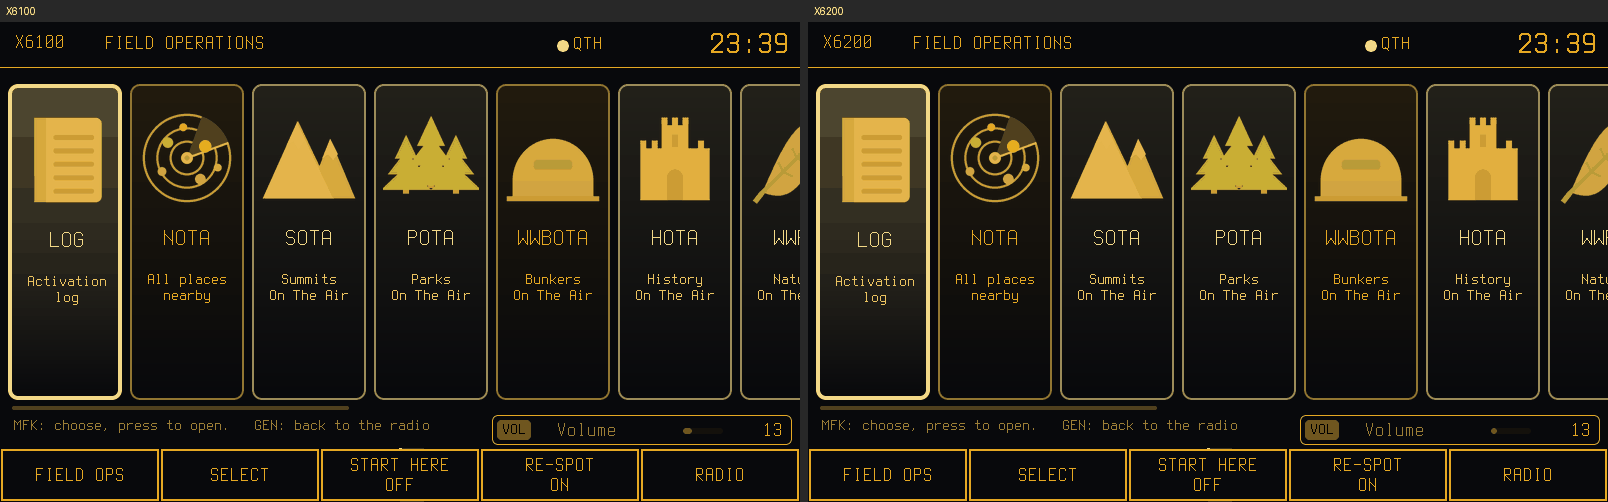 X6100
X6100 FIELD OPERATIONS QTH 23:39
LOG NOTA SOTA POTA WWBOTA HOTA
Activation log
All places nearby
Summits On The Air
Parks On The Air
Bunkers On The Air
History On The Air
On The
MFK: choose, press to open. GEN: back to the radio
VOL Volume 13
FIELD OPS SELECT START HERE OFF RE-SPOT ON RADIO
X6200
X6200 FIELD OPERATIONS QTH 23:39
LOG NOTA SOTA POTA WWBOTA HOTA
Activation log
All places nearby
Summits On The Air
Parks On The Air
Bunkers On The Air
History On The Air
On The
MFK: choose, press to open. GEN: back to the radio
VOL Volume 13
FIELD OPS SELECT START HERE OFF RE-SPOT ON RADIO